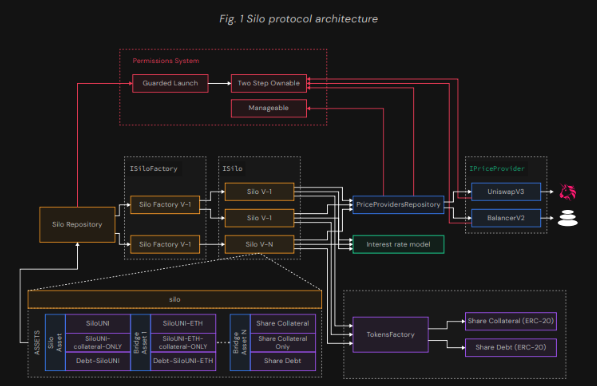 Fig. 1 Silo protocol architecture
Permissions System
Guarded Launch
Two Step Ownable
Manageable
ISiloFactory
ISilo
IPriceProvider
Silo Repository
Silo Factory V-1
Silo Factory V-1
Silo V-1
Silo V-1
Silo V-N
PriceProvidersRepository
Interest rate model
UniswapV3
BalancerV2
silo
ASSETS
Silo
Asset
SiloUNI
SiloUNI-
collateral-ONLY
Debt-SiloUNI
Bridge
Asset 1
SiloUNI-ETH
SiloUNI-ETH-
collateral-ONLY
Debt-SiloUNI-ETH
Bridge
Asset N
Share Collateral
Share Collateral
Only
Share Debt
TokensFactory
Share Collateral (ERC-20)
Share Debt (ERC-20)